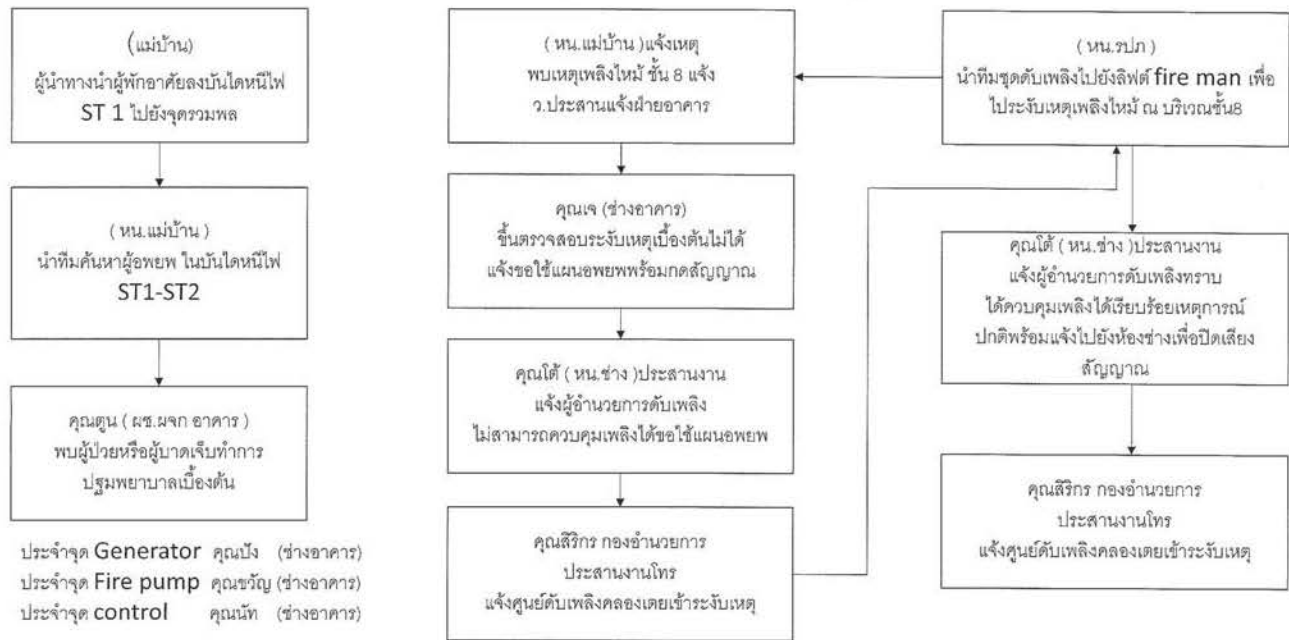 (แม่บ้าน)
ผู้นำทางนำผู้พักอาศัยลงบันไดหนีไฟ
ST 1 ไปยังจุดรวมพล
( หน.แม่บ้าน )
นำทีมค้นหาผู้อพยพ ในบันไดหนีไฟ
ST1-ST2
คุณตูน ( ผช.ผจก อาคาร )
พบผู้ป่วยหรือผู้บาดเจ็บทำการ
ปฐมพยาบาลเบื้องต้น
ประจำจุด Generator คุณปัง (ช่างอาคาร)
ประจำจุด Fire pump คุณขวัญ (ช่างอาคาร)
ประจำจุด control คุณนัท (ช่างอาคาร)
( หน.แม่บ้าน )แจ้งเหตุ
พบเหตุเพลิงไหม้ ชั้น 8 แจ้ง
ว.ประสานแจ้งฝ่ายอาคาร
คุณเจ (ช่างอาคาร)
ขึ้นตรวจสอบระงับเหตุเบื้องต้นไม่ได้
แจ้งขอใช้แผนอพยพพร้อมกดสัญญาณ
คุณโต้ ( หน.ช่าง )ประสานงาน
แจ้งผู้อำนวยการดับเพลิง
ไม่สามารถควบคุมเพลิงได้ขอใช้แผนอพยพ
คุณสิริกร กองอำนวยการ
ประสานงานโทร
แจ้งศูนย์ดับเพลิงคลองเตยเข้าระงับเหตุ
( หน.รปภ )
นำทีมชุดดับเพลิงไปยังลิฟต์ fire man เพื่อ
ไประงับเหตุเพลิงไหม้ ณ บริเวณชั้น8
คุณโต้ ( หน.ช่าง )ประสานงาน
แจ้งผู้อำนวยการดับเพลิงทราบ
ได้ควบคุมเพลิงได้เรียบร้อยเหตุการณ์
ปกติพร้อมแจ้งไปยังห้องช่างเพื่อปิดเสียง
สัญญาณ
คุณสิริกร กองอำนวยการ
ประสานงานโทร
แจ้งศูนย์ดับเพลิงคลองเตยเข้าระงับเหตุ